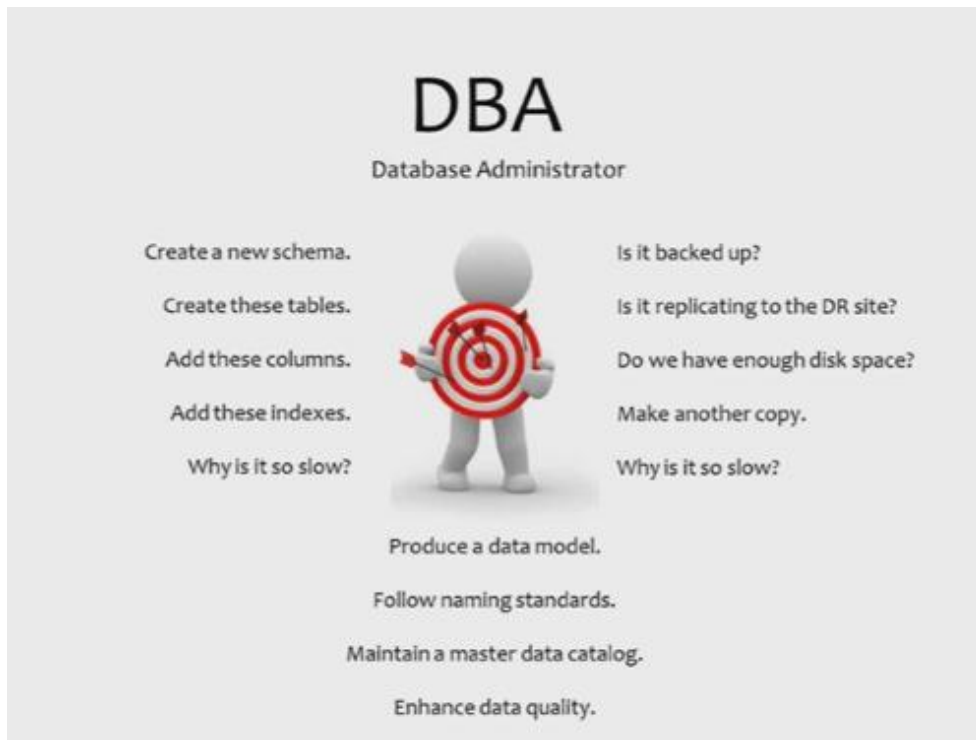 DBA
Database Administrator
Create a new schema.
Create these tables.
Add these columns.
Add these indexes.
Why is it so slow?
Is it backed up?
Is it replicating to the DR site?
Do we have enough disk space?
Make another copy.
Why is it so slow?
Produce a data model.
Follow naming standards.
Maintain a master data catalog.
Enhance data quality.